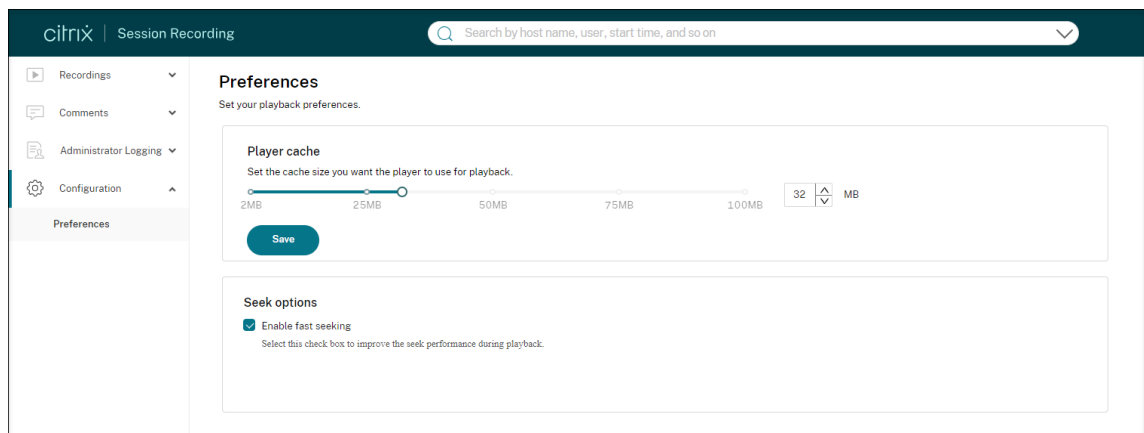 citrix | Session Recording
Search by host name, user, start time, and so on
Recordings
Comments
Administrator Logging
Configuration
Preferences
Preferences
Set your playback preferences.
Player cache
Set the cache size you want the player to use for playback.
2MB 25MB 50MB 75MB 100MB
32 MB
Save
Seek options
Enable fast seeking
Select this check box to improve the seek performance during playback.